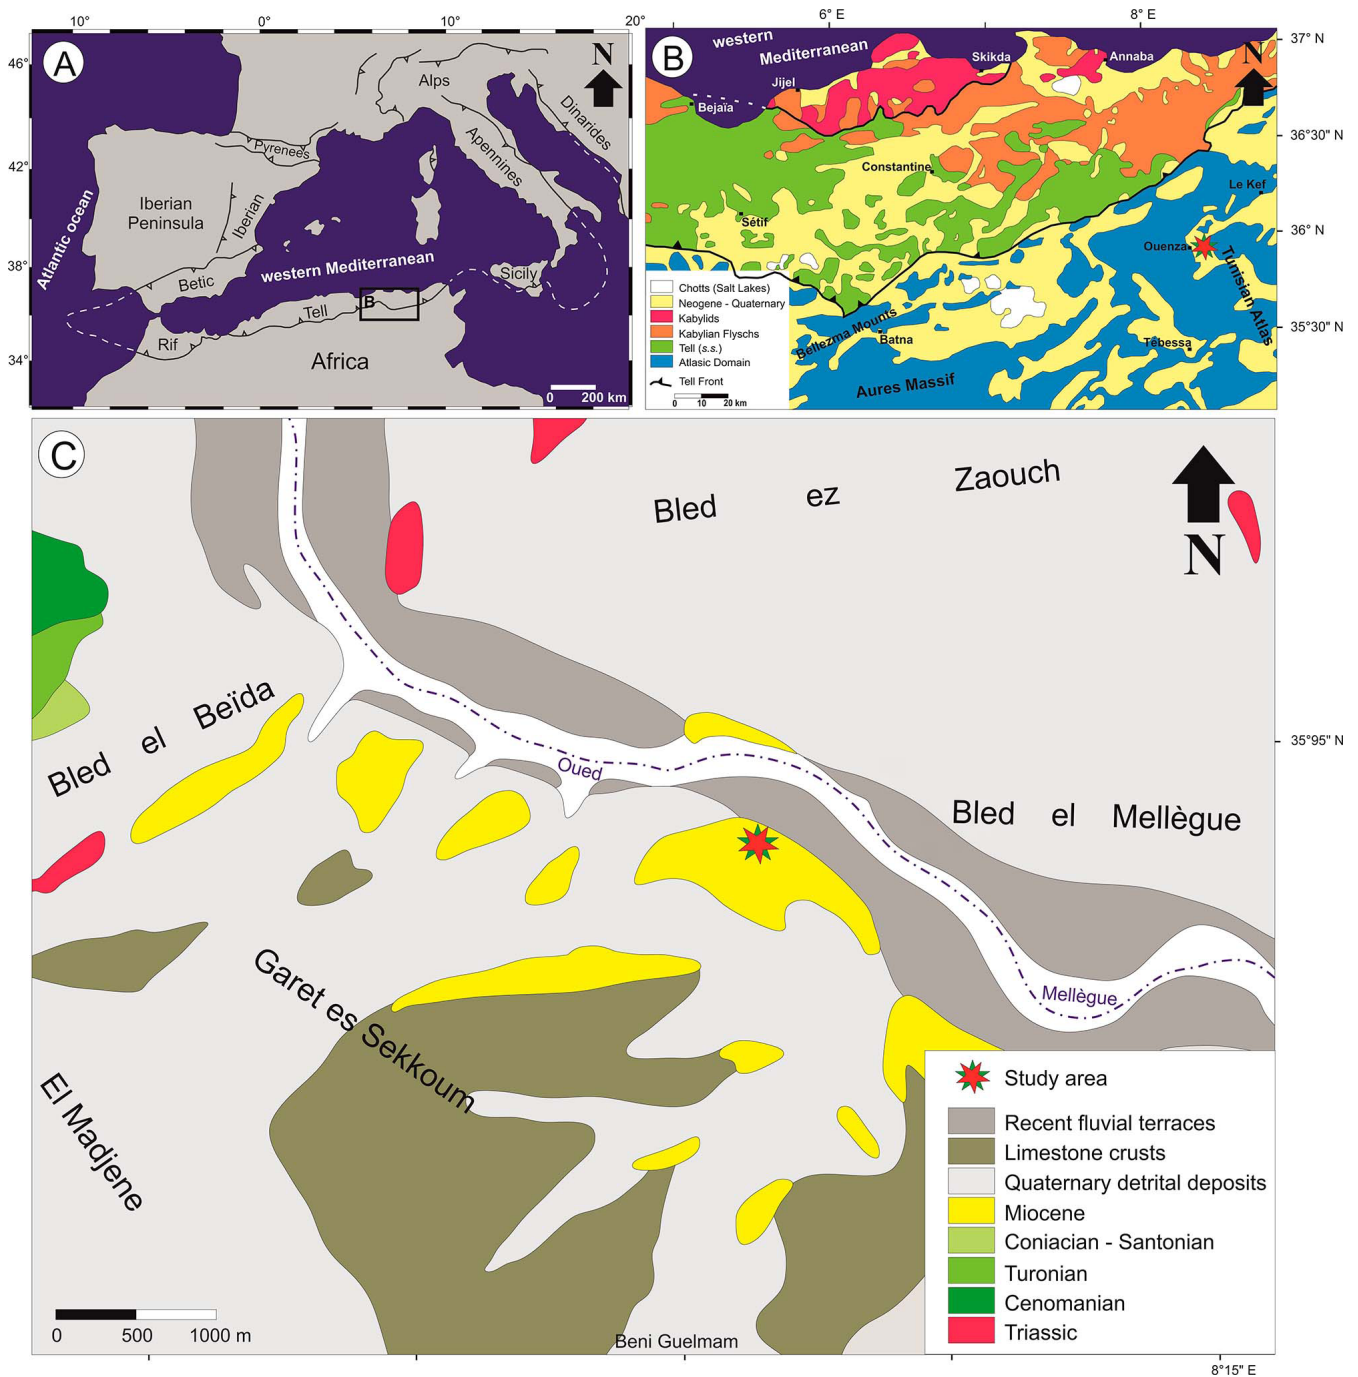 10°
0°
10°
20°
46°
42°
38°
34°
A
N
Alps
Dinarides
Apennines
Pyrenees
Iberian
Peninsula
Iberian
Atlantic ocean
western Mediterranean
Betic
Sicily
B
Tell
Rif
Africa
0 200 km
6° E
8° E
37° N
36°30' N
36° N
35°30' N
B
N
western
Mediterranean
Skikda
Annaba
Jijel
Bejaïa
Constantine
Le Kef
Sétif
Ouenza
Tunisian Atlas
Bellezma Mounts
Batna
Tébessa
Aures Massif
Chotts (Salt Lakes)
Neogene - Quaternary
Kabylids
Kabylian Flyschs
Tell (s.s.)
Atlasic Domain
Tell Front
0 10 20 km
C
Bled ez Zaouch
N
Bled el Beïda
35°95" N
Oued
Bled el Mellègue
Garet es Sekkoum
Mellègue
El Madjene
Study area
Recent fluvial terraces
Limestone crusts
Quaternary detrital deposits
Miocene
Coniacian - Santonian
Turonian
Cenomanian
Triassic
0 500 1000 m
Beni Guelmam
8°15" E